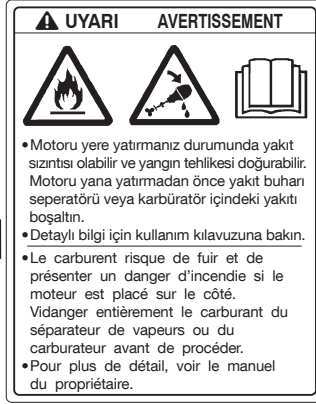 UYARI AVERTISSEMENT
•Motoru yere yatırmanız durumunda yakıt
sızıntısı olabilir ve yangın tehlikesi doğurabilir.
Motoru yana yatırmadan önce yakıt buharı
seperatörü veya karbüratör içindeki yakıtı
boşaltın.
•Detaylı bilgi için kullanım kılavuzuna bakın.
•Le carburent risque de fuir et de
présenter un danger d'incendie si le
moteur est placé sur le côté.
Vidanger entièrement le carburant du
séparateur de vapeurs ou du
carburateur avant de procéder.
•Pour plus de détail, voir le manuel
du propriétaire.